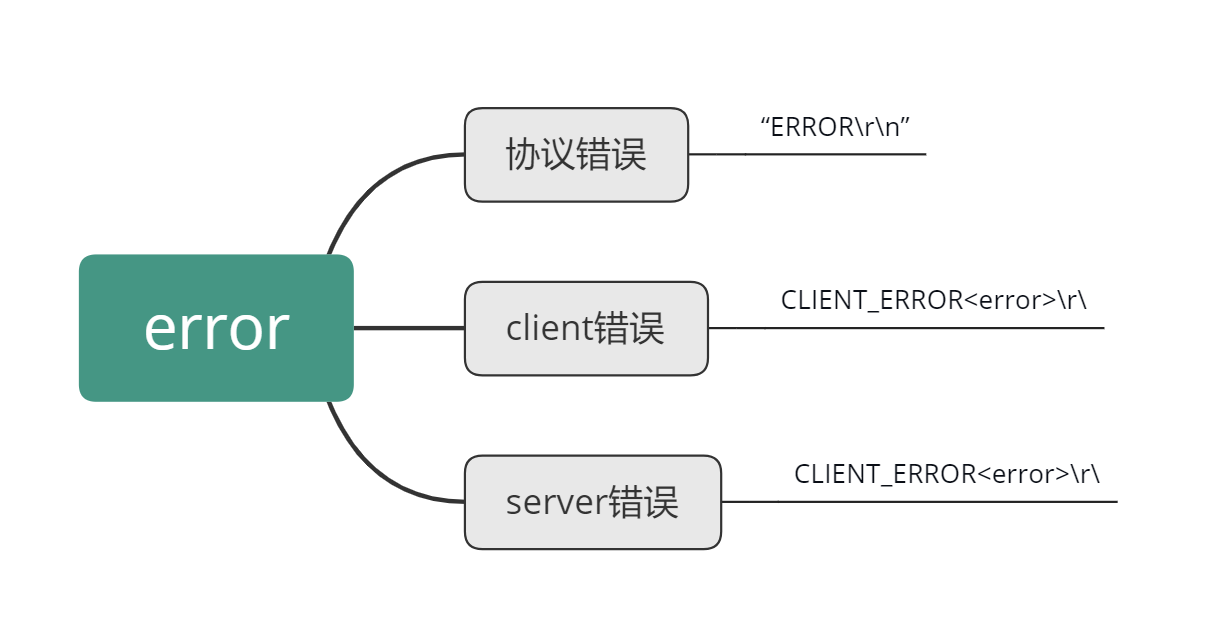 error
协议错误
“ERROR\r\n”
client错误
CLIENT_ERROR<error>\r\
server错误
CLIENT_ERROR<error>\r\